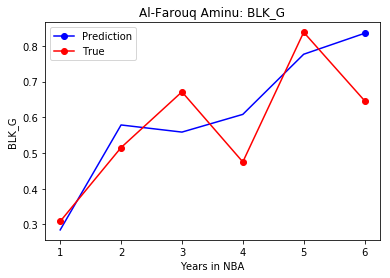 Al-Farouq Aminu: BLK_G
Prediction
True
0.8
0.7
0.6
0.5
0.4
0.3
BLK_G
1 2 3 4 5 6
Years in NBA